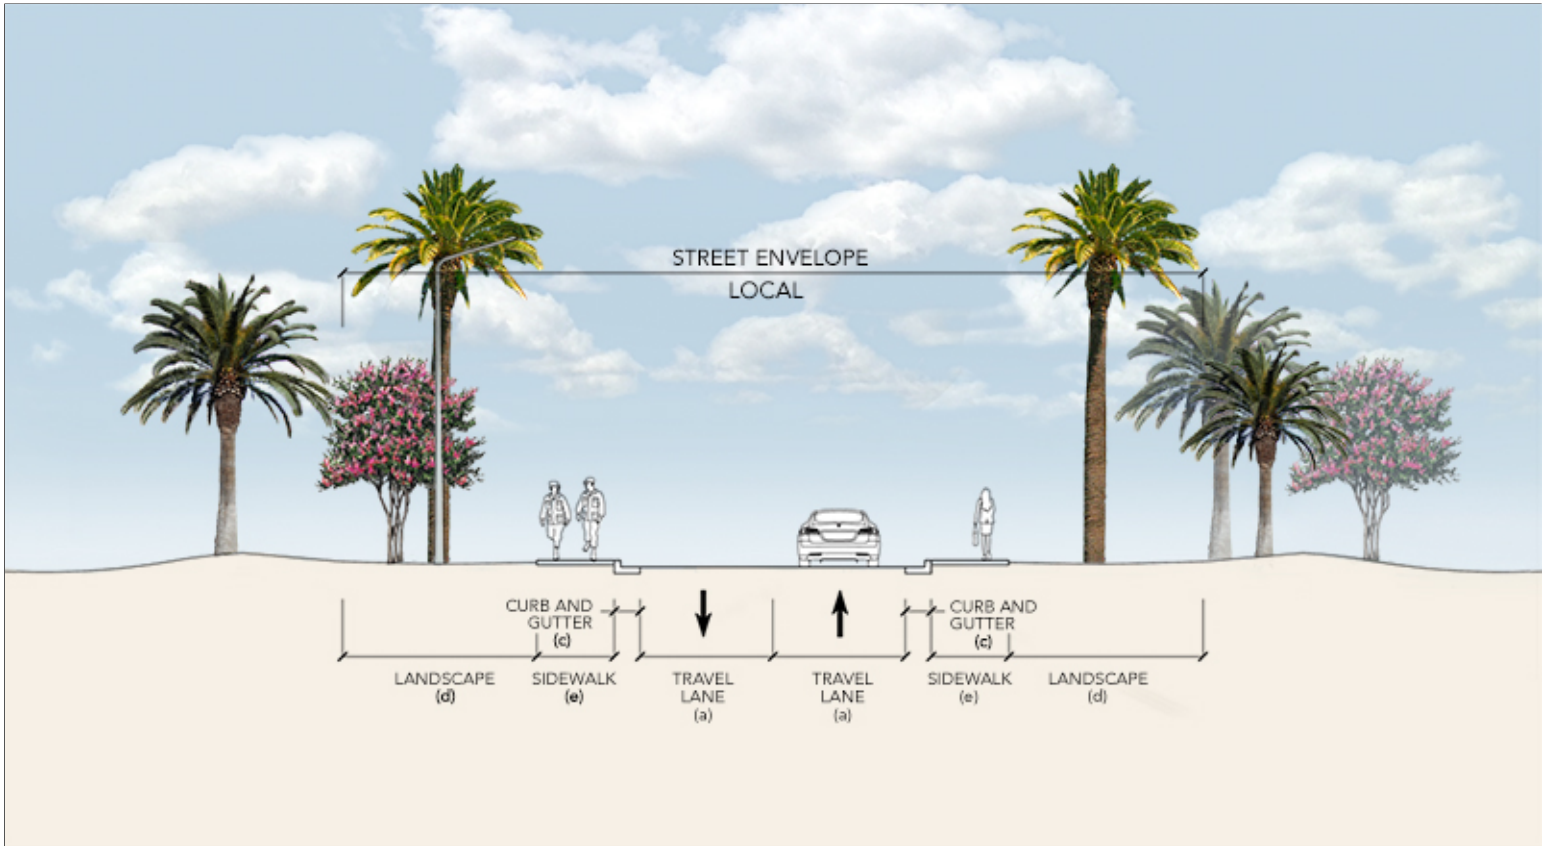 STREET ENVELOPE
LOCAL
CURB AND
GUTTER
(c)
CURB AND
GUTTER
(c)
LANDSCAPE
(d)
SIDEWALK
(e)
TRAVEL
LANE
(a)
TRAVEL
LANE
(a)
SIDEWALK
(e)
LANDSCAPE
(d)